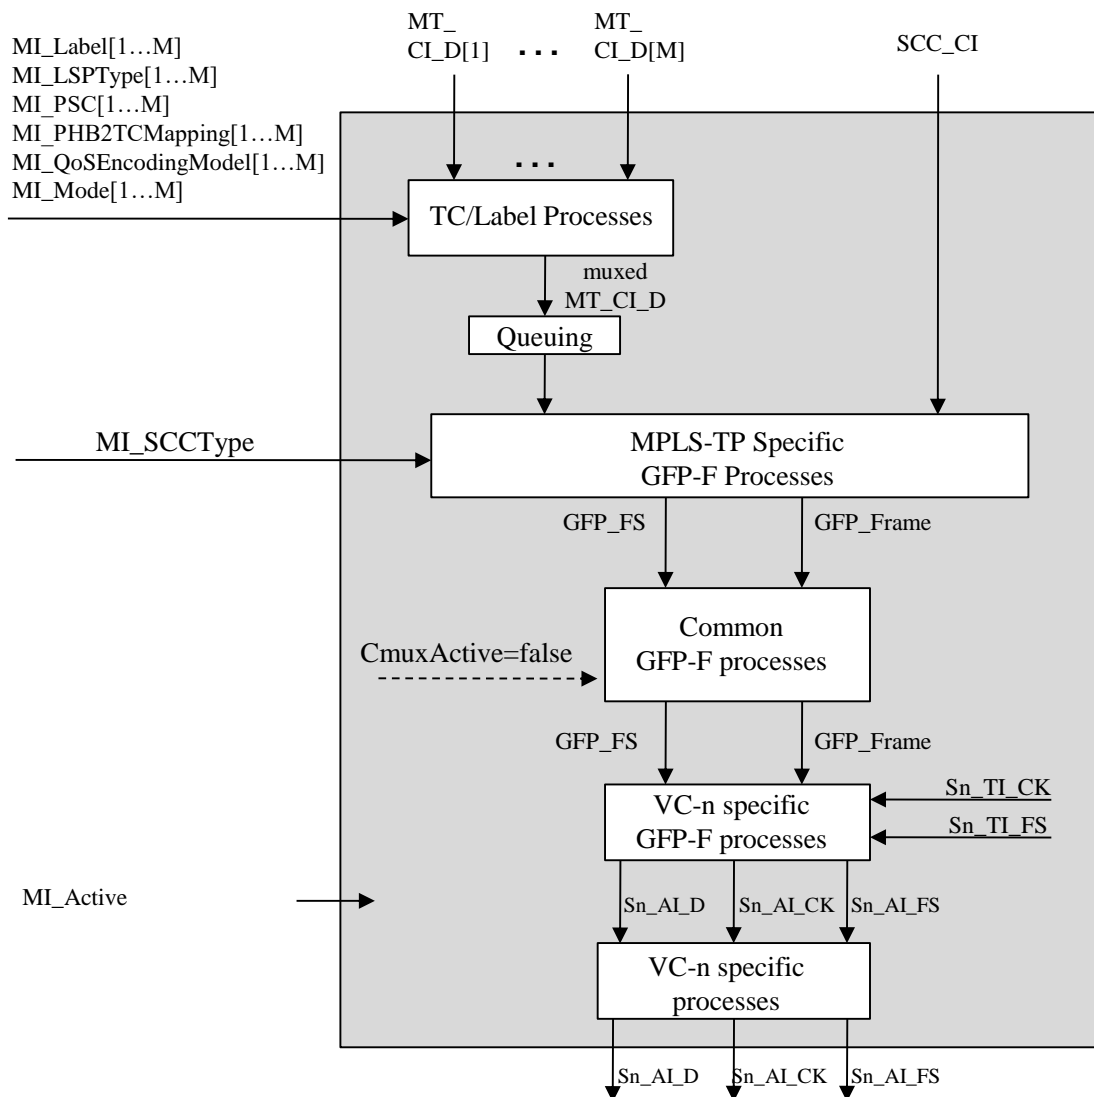 MT_
CI_D[1]
...
MT_
CI_D[M]
SCC_CI
MI_Label[1…M]
MI_LSPType[1…M]
MI_PSC[1…M]
MI_PHB2TCMapping[1…M]
MI_QoSEncodingModel[1…M]
MI_Mode[1…M]
...
TC/Label Processes
muxed
MT_CI_D
Queuing
MI_SCCType
MPLS-TP Specific
GFP-F Processes
GFP_FS
GFP_Frame
Common
GFP-F processes
CmuxActive=false
GFP_FS
GFP_Frame
VC-n specific
GFP-F processes
Sn_TI_CK
Sn_TI_FS
MI_Active
Sn_AI_D
Sn_AI_CK
Sn_AI_FS
VC-n specific
processes
Sn_AI_D
Sn_AI_CK
Sn_AI_FS